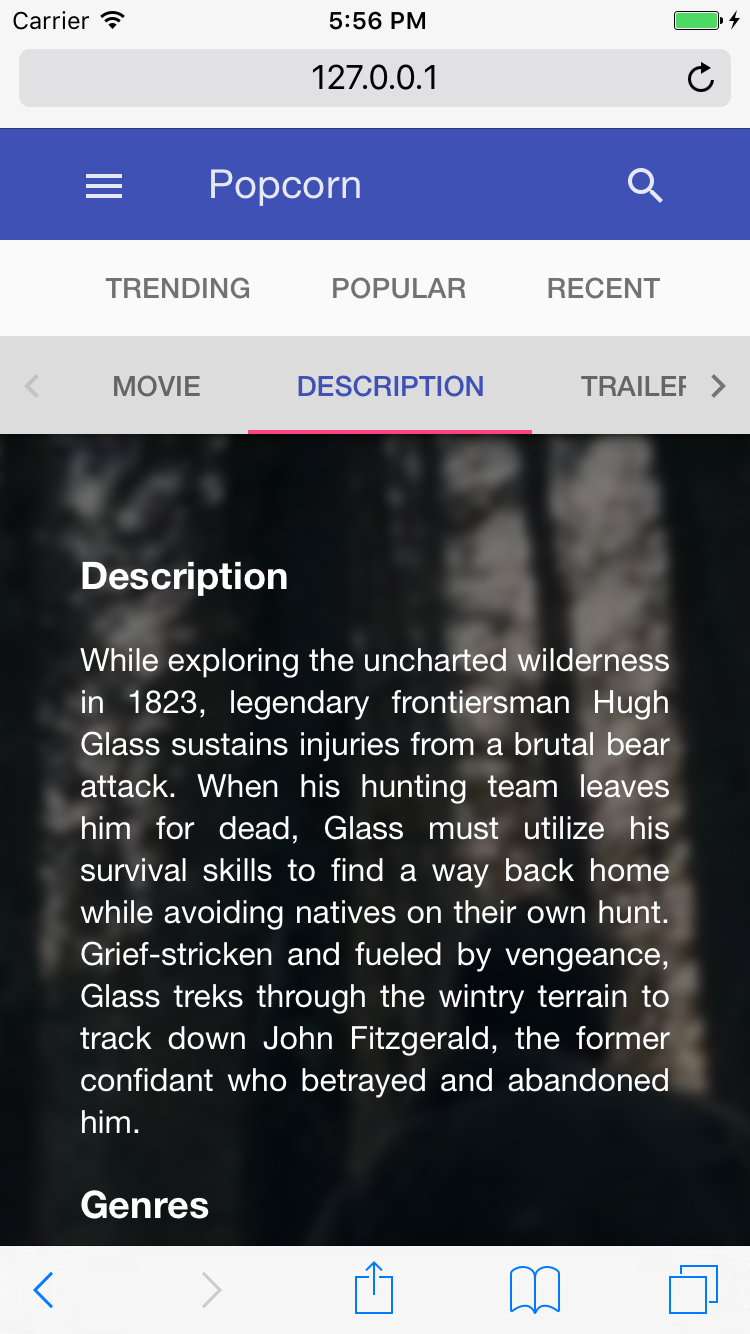 Carrier 5:56 PM
127.0.0.1
Popcorn
TRENDING POPULAR RECENT
MOVIE DESCRIPTION TRAILER
Description
While exploring the uncharted wilderness
in 1823, legendary frontiersman Hugh
Glass sustains injuries from a brutal bear
attack. When his hunting team leaves
him for dead, Glass must utilize his
survival skills to find a way back home
while avoiding natives on their own hunt.
Grief-stricken and fueled by vengeance,
Glass treks through the wintry terrain to
track down John Fitzgerald, the former
confidant who betrayed and abandoned
him.
Genres